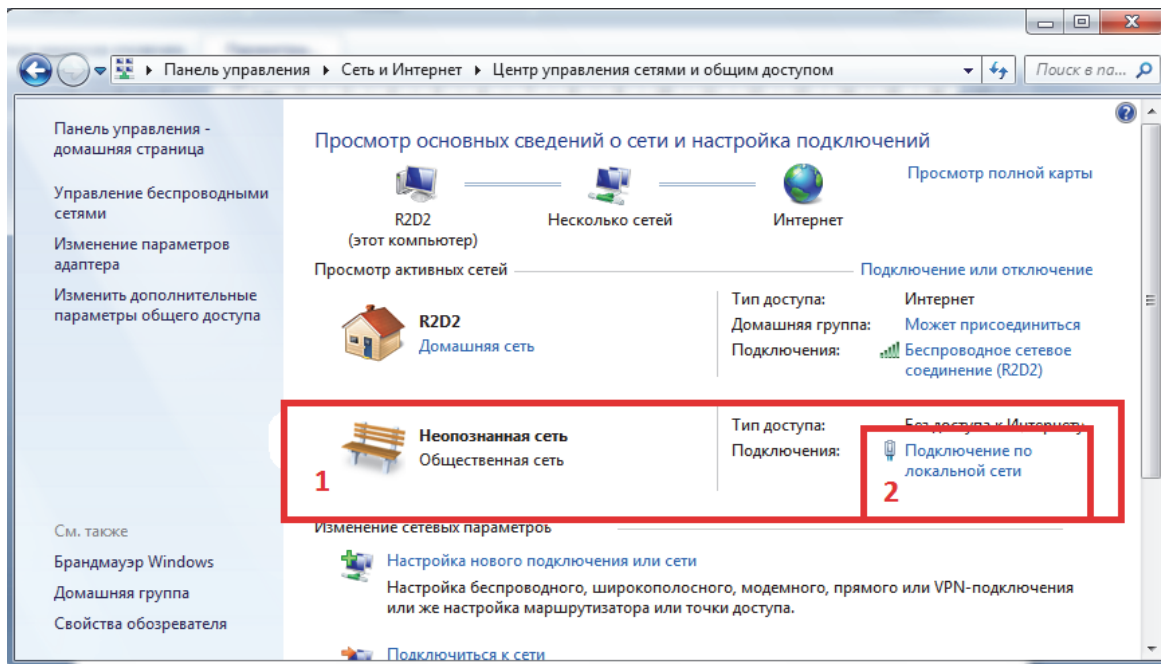 Панель управления ▸ Сеть и Интернет ▸ Центр управления сетями и общим доступом
Поиск в па...
Панель управления -
домашняя страница
Управление беспроводными
сетями
Изменение параметров
адаптера
Изменить дополнительные
параметры общего доступа
См. также
Брандмауэр Windows
Домашняя группа
Свойства обозревателя
Просмотр основных сведений о сети и настройка подключений
R2D2
(этот компьютер)
Несколько сетей
Интернет
Просмотр полной карты
Просмотр активных сетей
Подключение или отключение
R2D2
Домашняя сеть
Тип доступа: Интернет
Домашняя группа: Может присоединиться
Подключения: Беспроводное сетевое
соединение (R2D2)
1
Неопознанная сеть
Общественная сеть
Тип доступа: Без доступа к Интернету
Подключения: Подключение по
локальной сети
2
Изменение сетевых параметров
Настройка нового подключения или сети
Настройка беспроводного, широкополосного, модемного, прямого или VPN-подключения
или же настройка маршрутизатора или точки доступа.
Подключиться к сети